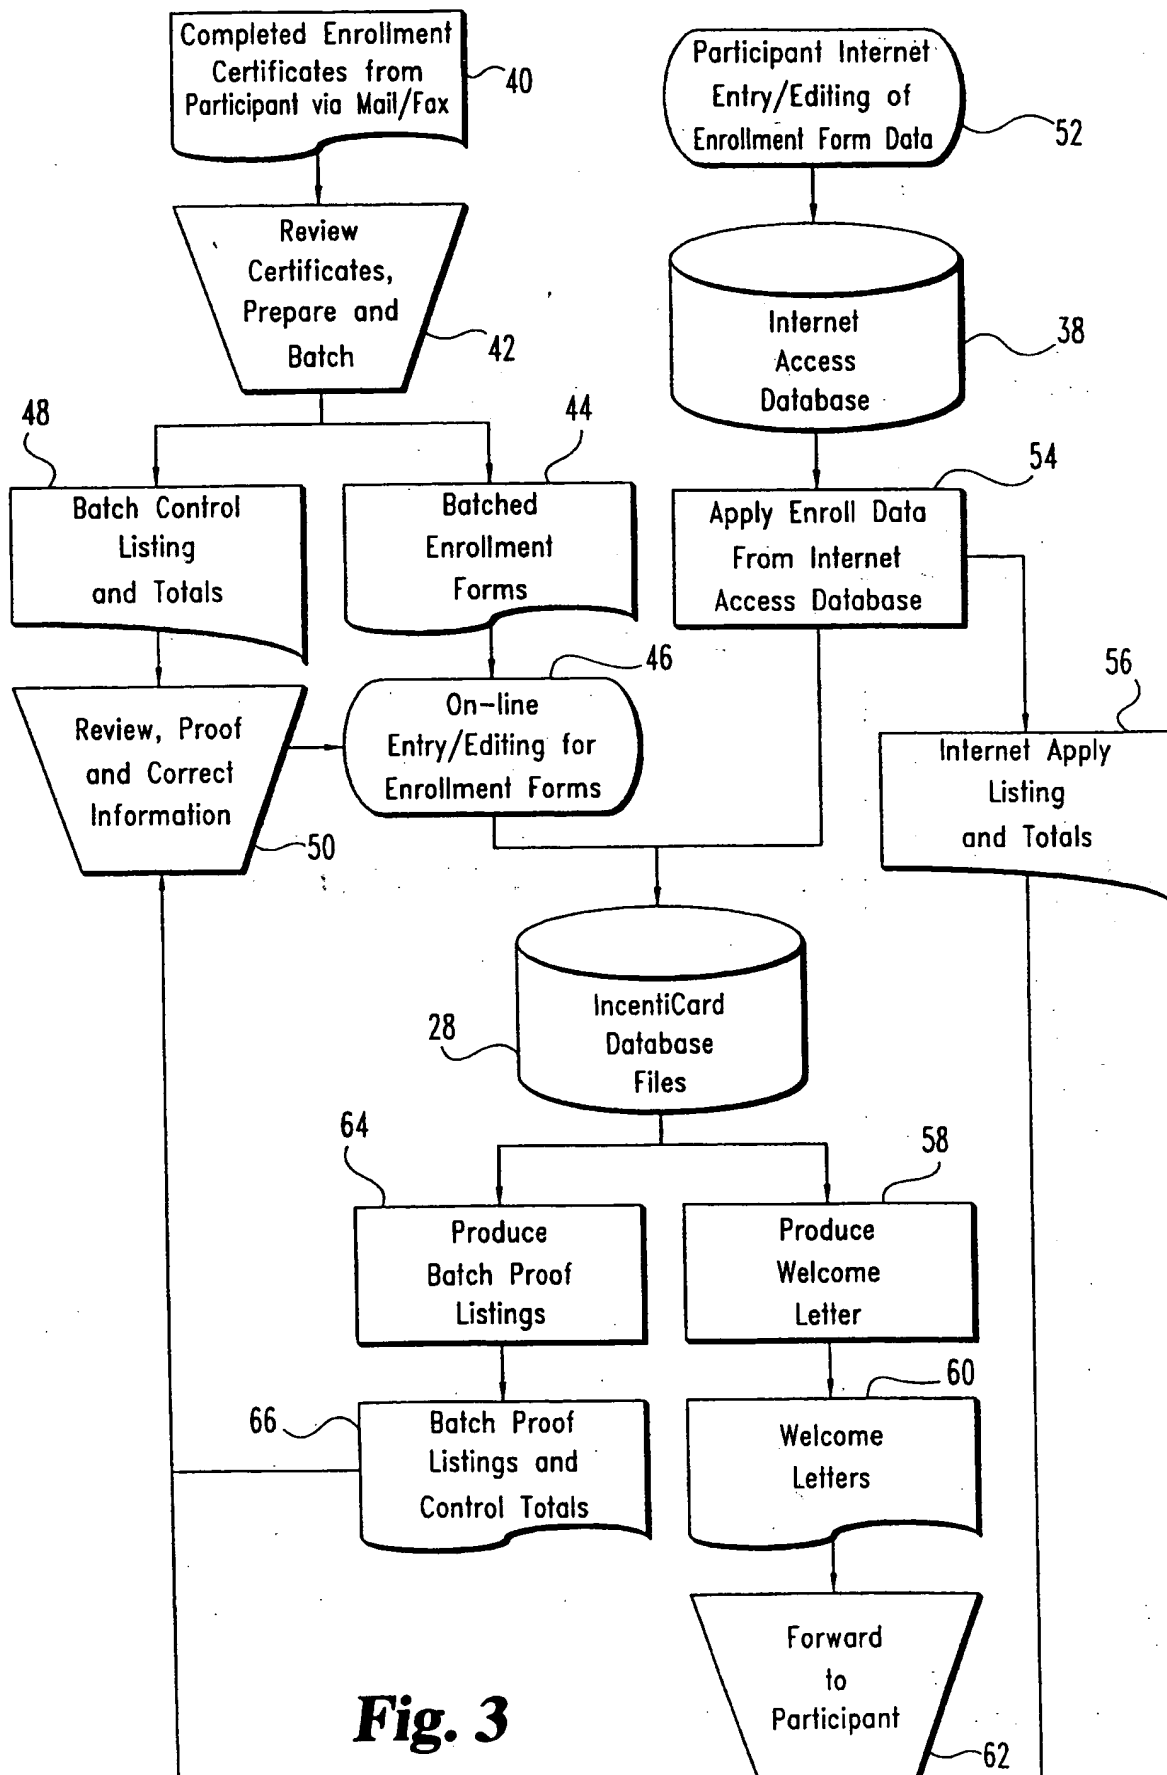 Completed Enrollment
Certificates from
Participant via Mail/Fax
40
Participant Internet
Entry/Editing of
Enrollment Form Data
52
Review
Certificates,
Prepare and
Batch
42
Internet
Access
Database
38
48
Batch Control
Listing
and Totals
44
Batched
Enrollment
Forms
54
Apply Enroll Data
From Internet
Access Database
Review, Proof
and Correct
Information
50
46
On-line
Entry/Editing for
Enrollment Forms
56
Internet Apply
Listing
and Totals
28
IncentiCard
Database
Files
64
Produce
Batch Proof
Listings
58
Produce
Welcome
Letter
66
Batch Proof
Listings and
Control Totals
60
Welcome
Letters
Forward
to
Participant
62
Fig. 3